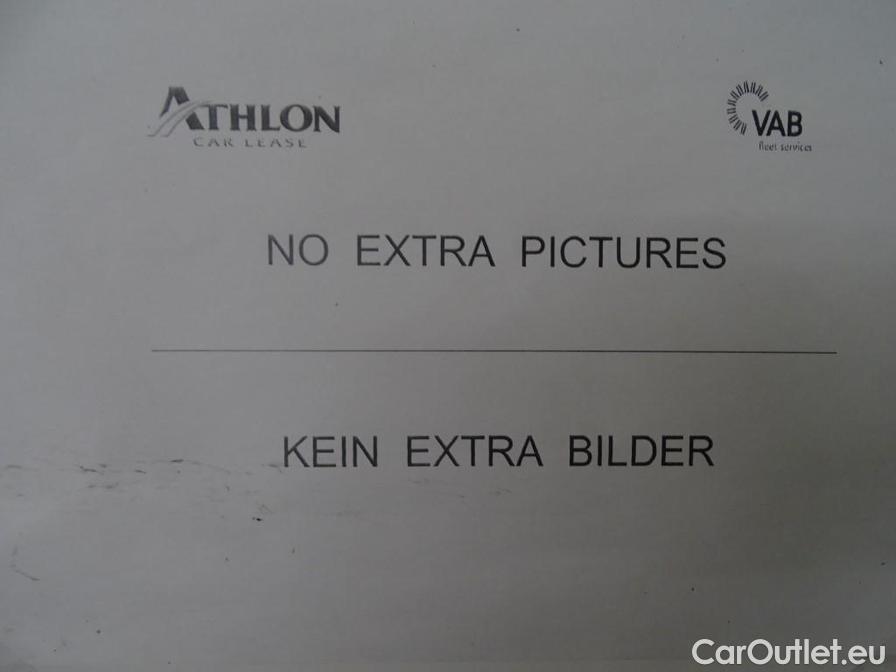 ATHLON
CAR LEASE
VAB
fleet services
NO EXTRA PICTURES
KEIN EXTRA BILDER
CarOutlet.eu